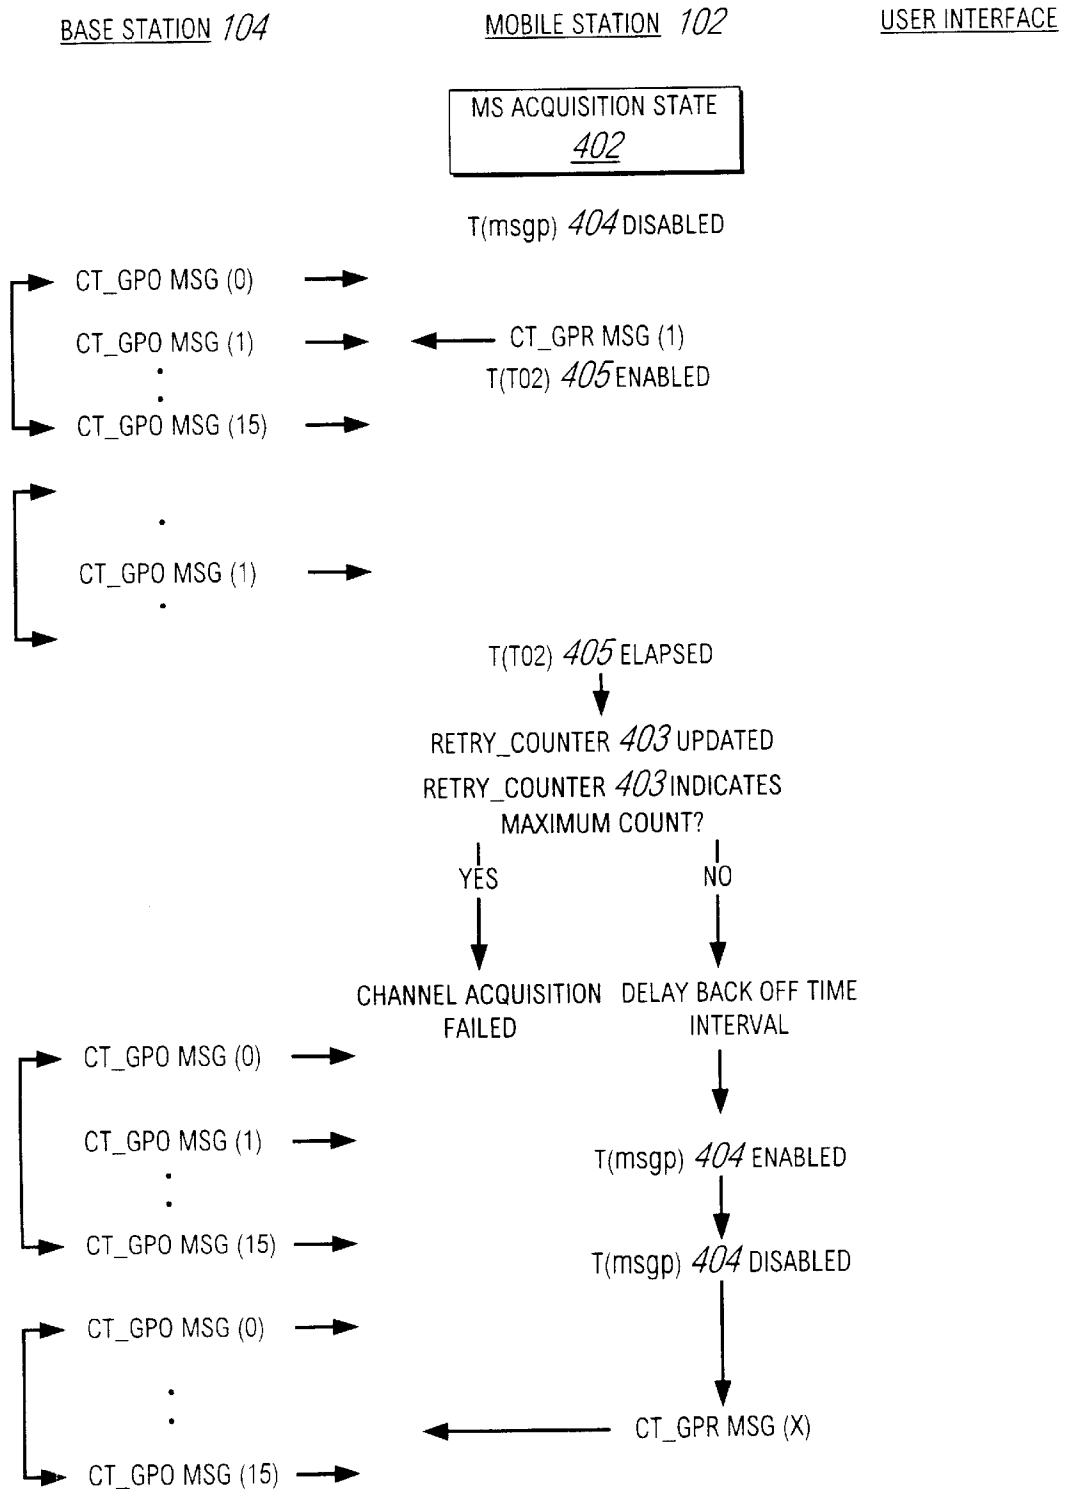 BASE STATION 104
MOBILE STATION 102
USER INTERFACE
MS ACQUISITION STATE
402
T(msgp) 404 DISABLED
CT_GPO MSG (0)
CT_GPO MSG (1)
CT_GPR MSG (1)
T(T02) 405 ENABLED
CT_GPO MSG (15)
CT_GPO MSG (1)
T(T02) 405 ELAPSED
RETRY_COUNTER 403 UPDATED
RETRY_COUNTER 403 INDICATES
MAXIMUM COUNT?
YES
NO
CHANNEL ACQUISITION
FAILED
DELAY BACK OFF TIME
INTERVAL
CT_GPO MSG (0)
CT_GPO MSG (1)
T(msgp) 404 ENABLED
CT_GPO MSG (15)
T(msgp) 404 DISABLED
CT_GPO MSG (0)
CT_GPR MSG (X)
CT_GPO MSG (15)